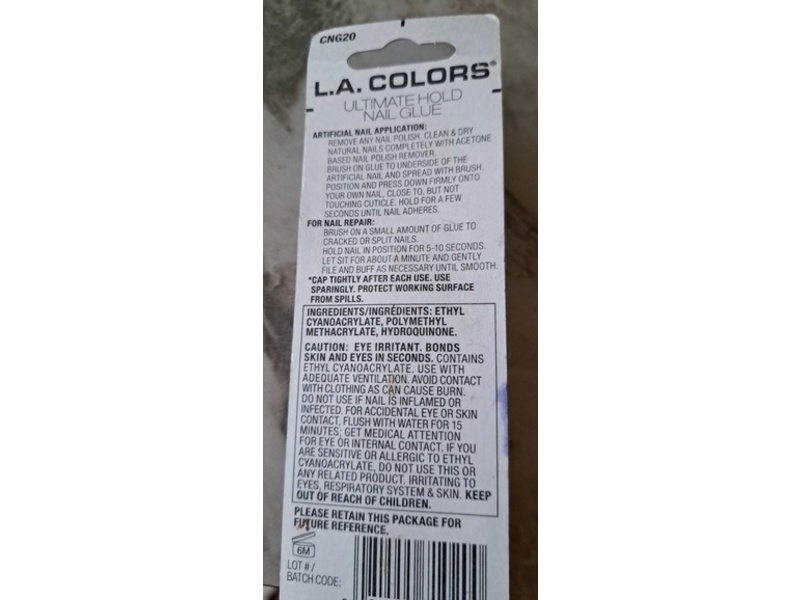 CNG20
L.A. COLORS®
ULTIMATE HOLD
NAIL GLUE
ARTIFICIAL NAIL APPLICATION:
REMOVE ANY NAIL POLISH. CLEAN & DRY
NATURAL NAILS COMPLETELY WITH ACETONE
BASED NAIL POLISH REMOVER.
BRUSH ON GLUE TO UNDERSIDE OF THE
ARTIFICIAL NAIL AND SPREAD WITH BRUSH.
POSITION AND PRESS DOWN FIRMLY ONTO
YOUR OWN NAIL, CLOSE TO, BUT NOT
TOUCHING CUTICLE. HOLD FOR A FEW
SECONDS UNTIL NAIL ADHERES.
FOR NAIL REPAIR:
BRUSH ON A SMALL AMOUNT OF GLUE TO
CRACKED OR SPLIT NAILS.
HOLD NAIL IN POSITION FOR 5-10 SECONDS.
LET SIT FOR ABOUT A MINUTE AND GENTLY
FILE AND BUFF AS NECESSARY UNTIL SMOOTH.
*CAP TIGHTLY AFTER EACH USE. USE
SPARINGLY. PROTECT WORKING SURFACE
FROM SPILLS.
INGREDIENTS/INGRÉDIENTS: ETHYL
CYANOACRYLATE, POLYMETHYL
METHACRYLATE, HYDROQUINONE.
CAUTION: EYE IRRITANT. BONDS
SKIN AND EYES IN SECONDS. CONTAINS
ETHYL CYANOACRYLATE. USE WITH
ADEQUATE VENTILATION. AVOID CONTACT
WITH CLOTHING AS CAN CAUSE BURN.
DO NOT USE IF NAIL IS INFLAMED OR
INFECTED. FOR ACCIDENTAL EYE OR SKIN
CONTACT, FLUSH WITH WATER FOR 15
MINUTES; GET MEDICAL ATTENTION
FOR EYE OR INTERNAL CONTACT. IF YOU
ARE SENSITIVE OR ALLERGIC TO ETHYL
CYANOACRYLATE, DO NOT USE THIS OR
ANY RELATED PRODUCT. IRRITATING TO
EYES, RESPIRATORY SYSTEM & SKIN. KEEP
OUT OF REACH OF CHILDREN.
PLEASE RETAIN THIS PACKAGE FOR
FUTURE REFERENCE.
6M
LOT #/
BATCH CODE: